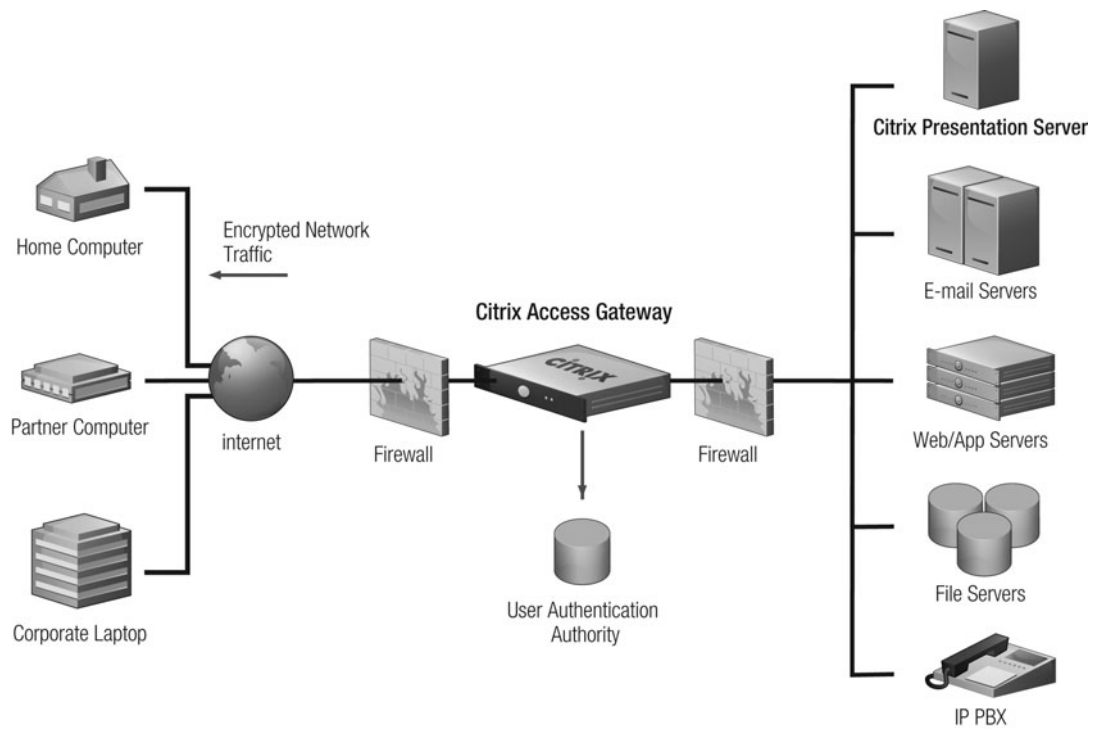 Citrix Presentation Server
Home Computer
Encrypted Network
Traffic
E-mail Servers
Citrix Access Gateway
CITRIX
Partner Computer
internet
Firewall
Firewall
Web/App Servers
User Authentication
Authority
File Servers
Corporate Laptop
IP PBX